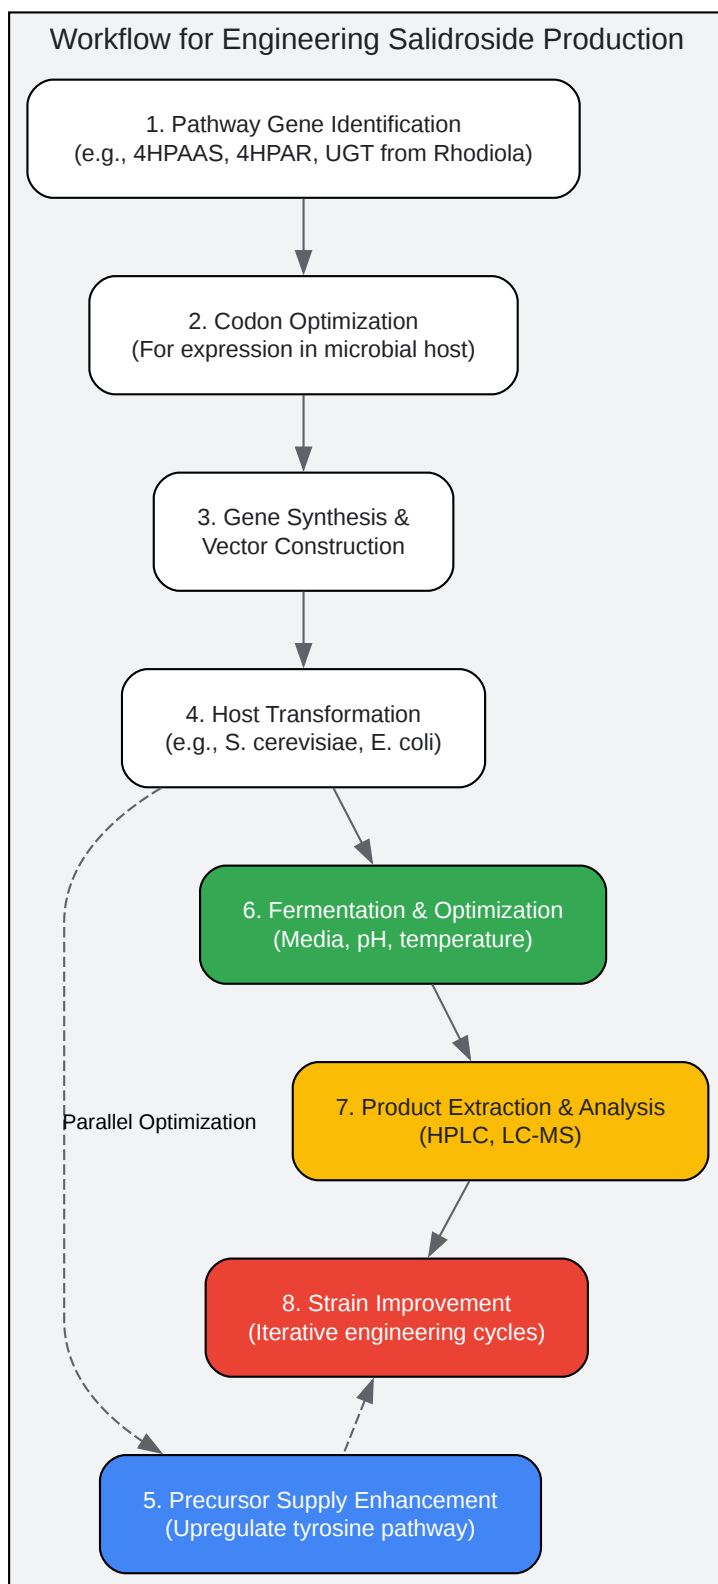 Workflow for Engineering Salidroside Production
1. Pathway Gene Identification
(e.g., 4HPAAS, 4HPAR, UGT from Rhodiola)
2. Codon Optimization
(For expression in microbial host)
3. Gene Synthesis &
Vector Construction
4. Host Transformation
(e.g., S. cerevisiae, E. coli)
6. Fermentation & Optimization
(Media, pH, temperature)
7. Product Extraction & Analysis
(HPLC, LC-MS)
Parallel Optimization
8. Strain Improvement
(Iterative engineering cycles)
5. Precursor Supply Enhancement
(Upregulate tyrosine pathway)